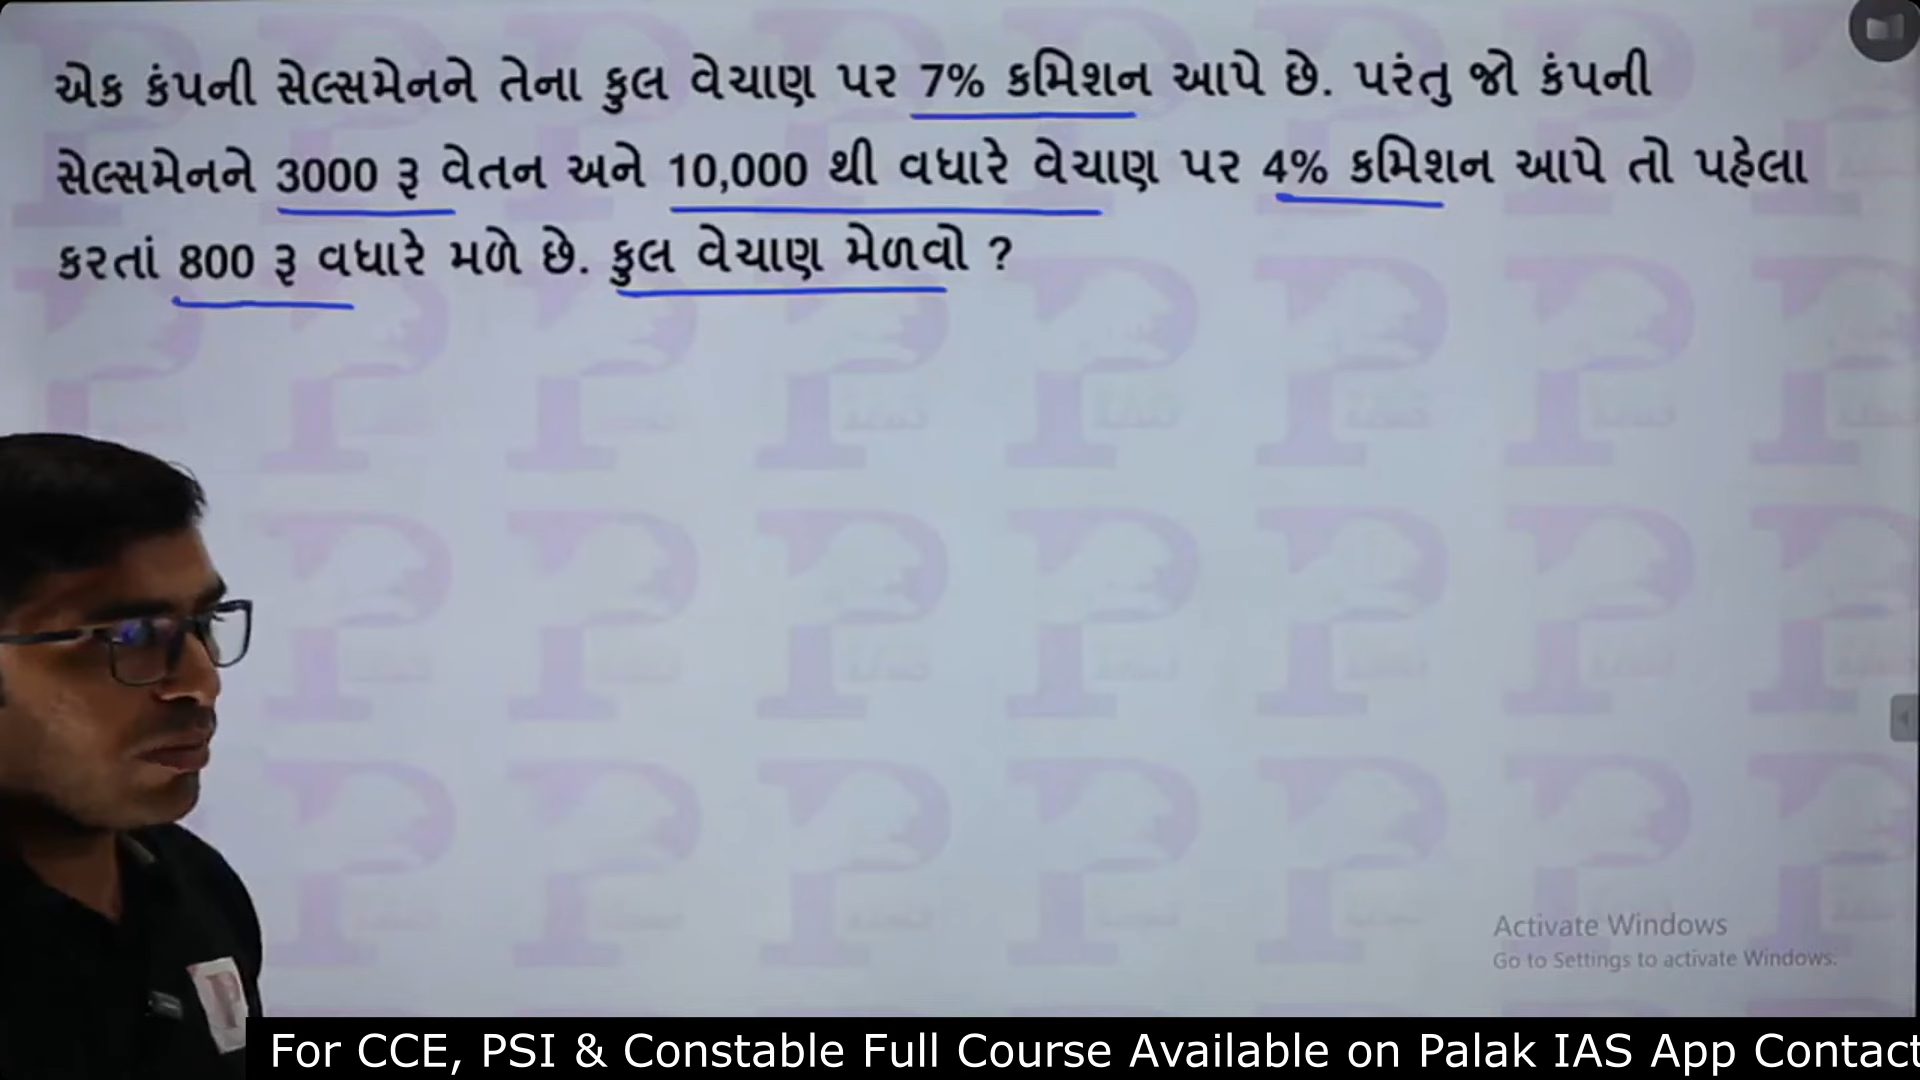 એક કંપની સેલ્સમેનને તેના કુલ વેચાણ પર 7% કમિશન આપે છે. પરંતુ જો કંપની
સેલ્સમેનને 3000 રૂ વેતન અને 10,000 થી વધારે વેચાણ પર 4% કમિશન આપે તો પહેલા
કરતાં 800 રૂ વધારે મળે છે. કુલ વેચાણ મેળવો ?
Activate Windows
Go to Settings to activate Windows.
For CCE, PSI & Constable Full Course Available on Palak IAS App Contact